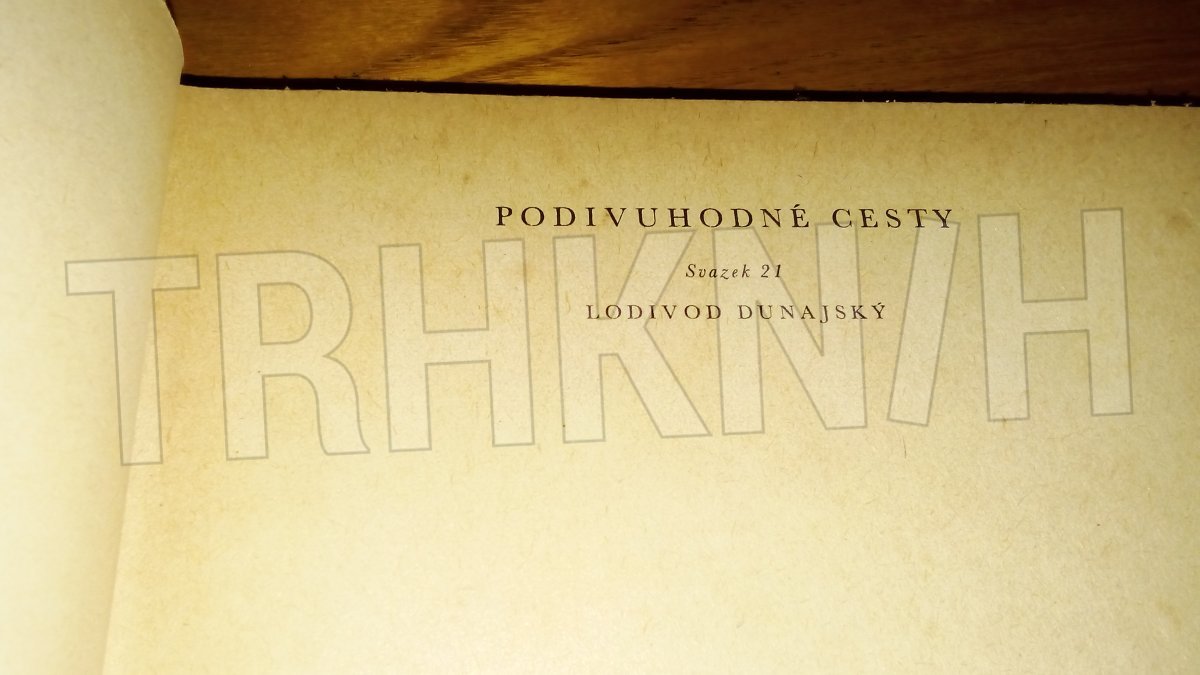 PODIVUHODNÉ CESTY
Svazek 21
LODIVOD DUNAJSKÝ
TRHKNIH